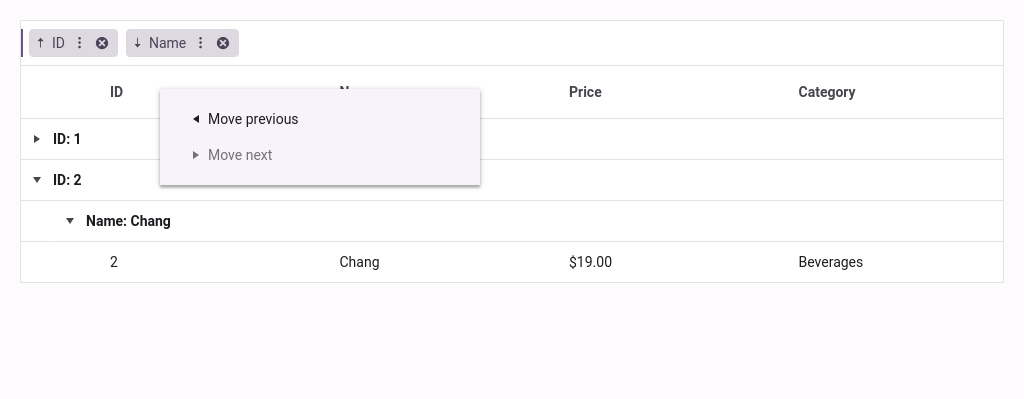 ID Name
ID Price Category
Move previous
ID: 1
Move next
ID: 2
Name: Chang
2 Chang $19.00 Beverages